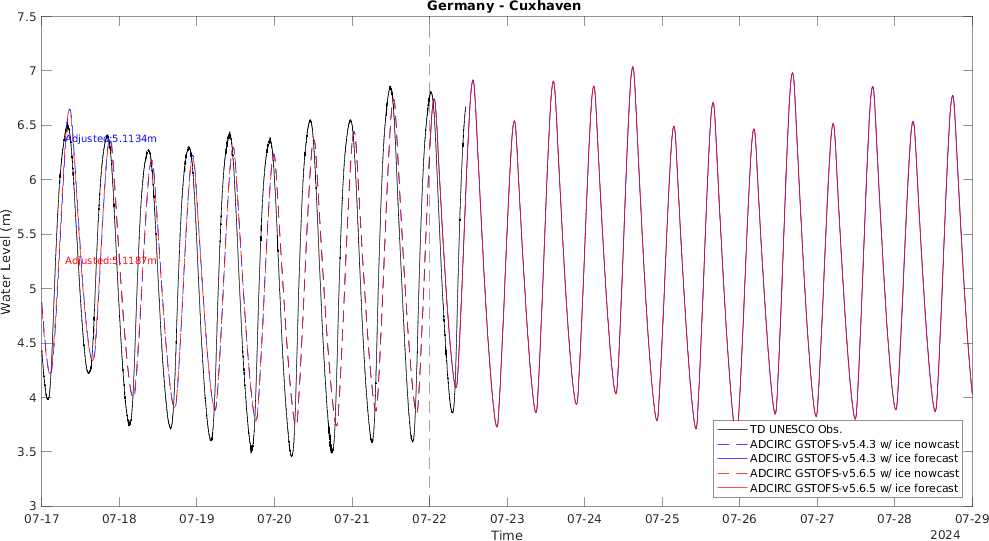 Germany - Cuxhaven
7.5
7
6.5
6
5.5
5
4.5
4
3.5
3
Water Level (m)
Adjusted:5.1134m
Adjusted:5.1187m
TD UNESCO Obs.
ADCIRC GSTOFS-v5.4.3 w/ ice nowcast
ADCIRC GSTOFS-v5.4.3 w/ ice forecast
ADCIRC GSTOFS-v5.6.5 w/ ice nowcast
ADCIRC GSTOFS-v5.6.5 w/ ice forecast
07-17 07-18 07-19 07-20 07-21 07-22 07-23 07-24 07-25 07-26 07-27 07-28 07-29
Time
2024